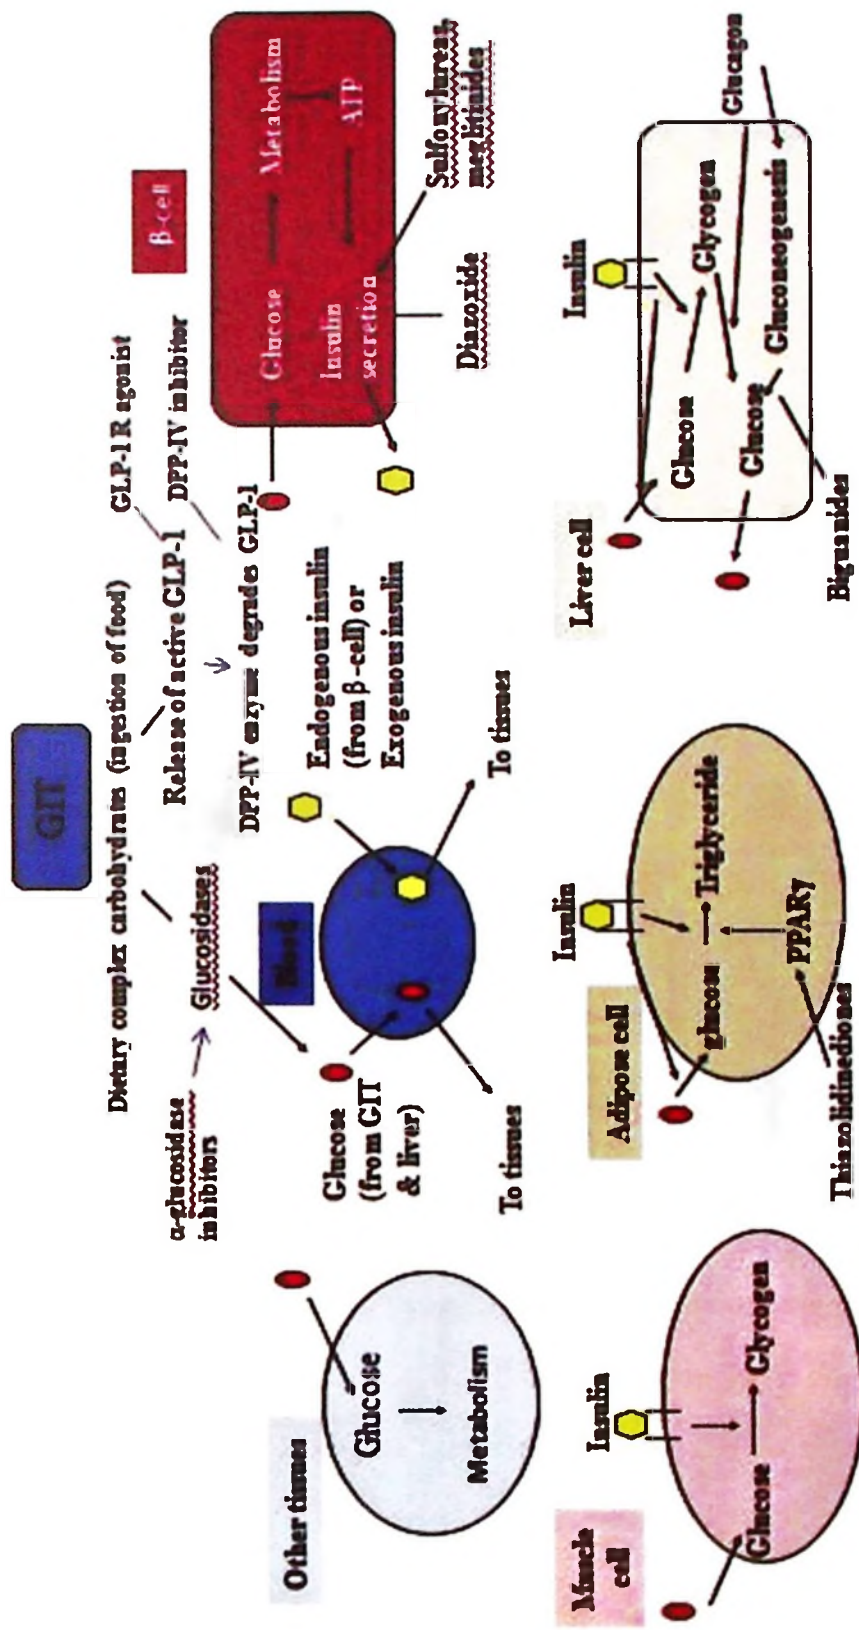 GIT
Dietary complex carbohydrates (ingestion of food)
α-glucosidase
inhibitors
Glucosidases
Release of active GLP-1
GLP-1R agonist
DPP-IV inhibitor
DPP-IV enzyme degrades GLP-1
β-cell
Glucose
Metabolism
ATP
Insulin
secretion
Sulfonylureas,
meglitinides
Diazoxide
Blood
Endogenous insulin
(from β-cell) or
Exogenous insulin
To tissues
Glucose
(from GIT
& liver)
To tissues
Other tissues
Glucose
Metabolism
Muscle
cell
Insulin
Glucose
Glycogen
Adipose cell
Insulin
glucose
Triglyceride
PPARγ
Thiazolidinediones
Liver cell
Insulin
Glucose
Glycogen
Glucose
Gluconeogenesis
Glucagon
Biguanides